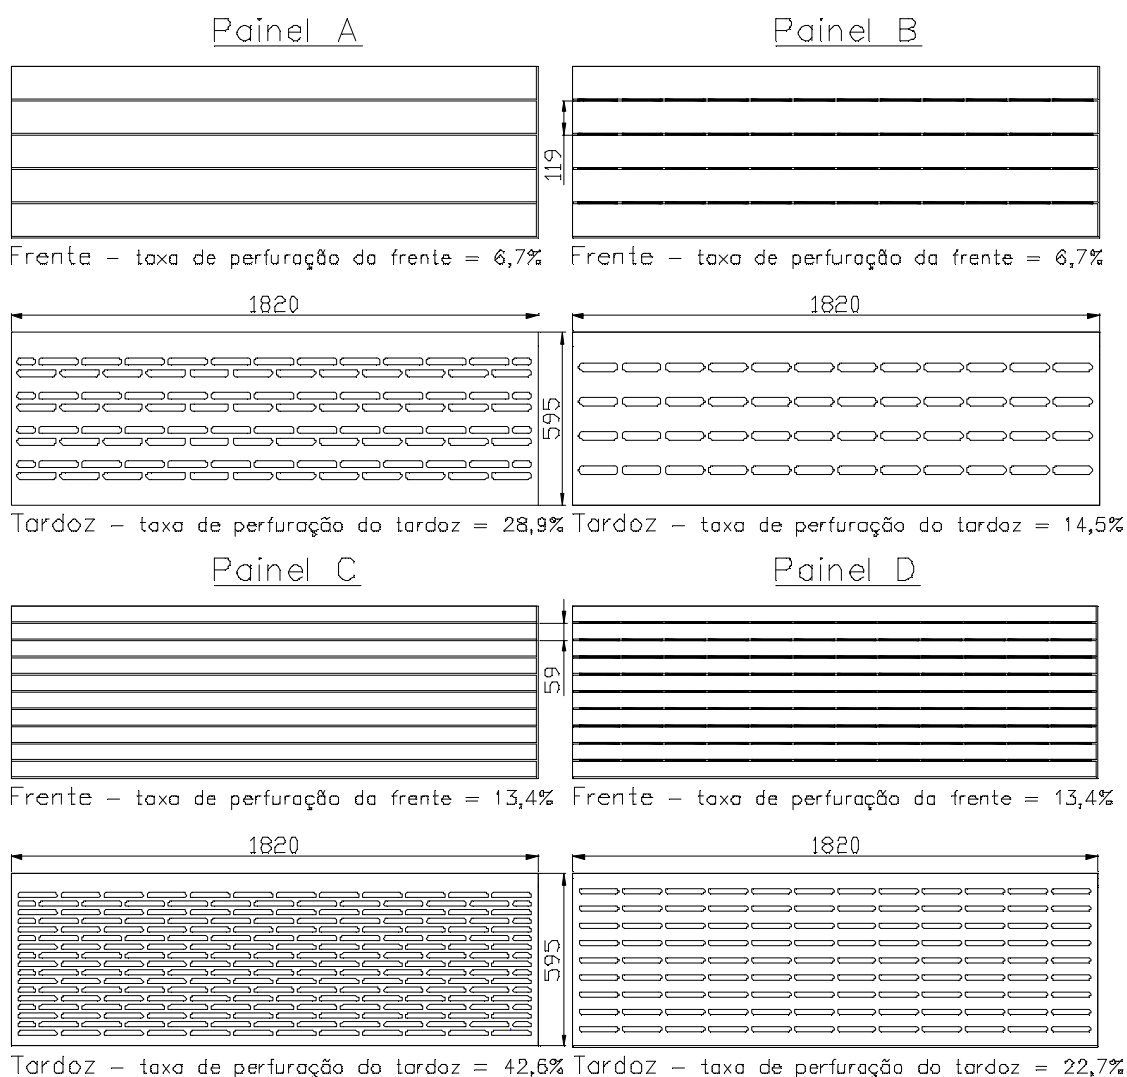 Painel A
Painel B
119
Frente – taxa de perfuração da frente = 6,7%
Frente – taxa de perfuração da frente = 6,7%
1820
1820
595
Tardoz – taxa de perfuração do tardoz = 28,9%
Tardoz – taxa de perfuração do tardoz = 14,5%
Painel C
Painel D
59
Frente – taxa de perfuração da frente = 13,4%
Frente – taxa de perfuração da frente = 13,4%
1820
1820
595
Tardoz – taxa de perfuração do tardoz = 42,6%
Tardoz – taxa de perfuração do tardoz = 22,7%